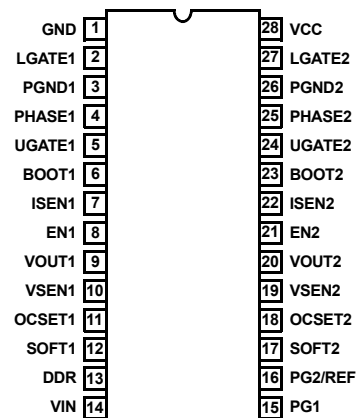 GND 1 28 VCC
LGATE1 2 27 LGATE2
PGND1 3 26 PGND2
PHASE1 4 25 PHASE2
UGATE1 5 24 UGATE2
BOOT1 6 23 BOOT2
ISEN1 7 22 ISEN2
EN1 8 21 EN2
VOUT1 9 20 VOUT2
VSEN1 10 19 VSEN2
OCSET1 11 18 OCSET2
SOFT1 12 17 SOFT2
DDR 13 16 PG2/REF
VIN 14 15 PG1